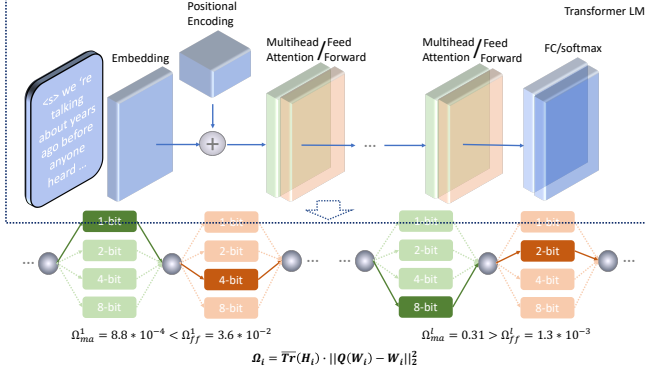 Transformer LM
Positional
Encoding
Embedding
Multihead / Feed
Attention / Forward
Multihead / Feed
Attention / Forward
FC/softmax
<s> we 're
talking
about years
ago before
anyone
heard ...
+
...
1-bit
2-bit
4-bit
8-bit
1-bit
2-bit
4-bit
8-bit
1-bit
2-bit
4-bit
8-bit
1-bit
2-bit
4-bit
8-bit
... ... ... ...
Ω¹ₘₐ = 8.8 * 10⁻⁴ < Ω¹ff = 3.6 * 10⁻²
Ωˡₘₐ = 0.31 > Ωˡff = 1.3 * 10⁻³
Ωᵢ = T̅r̅(Hᵢ) · ||Q(Wᵢ) − Wᵢ||₂²